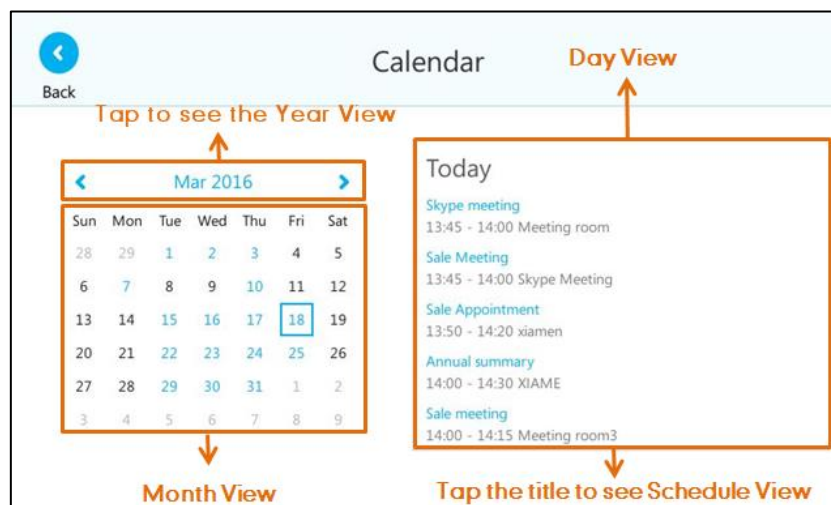 Calendar
Day View
Back
Tap to see the Year View
Mar 2016
Sun Mon Tue Wed Thu Fri Sat
28 29 1 2 3 4 5
6 7 8 9 10 11 12
13 14 15 16 17 18 19
20 21 22 23 24 25 26
27 28 29 30 31 1 2
3 4 5 6 7 8 9
Month View
Today
Skype meeting
13:45 - 14:00 Meeting room
Sale Meeting
13:45 - 14:00 Skype Meeting
Sale Appointment
13:50 - 14:20 xiamen
Annual summary
14:00 - 14:30 XIAME
Sale meeting
14:00 - 14:15 Meeting room3
Tap the title to see Schedule View